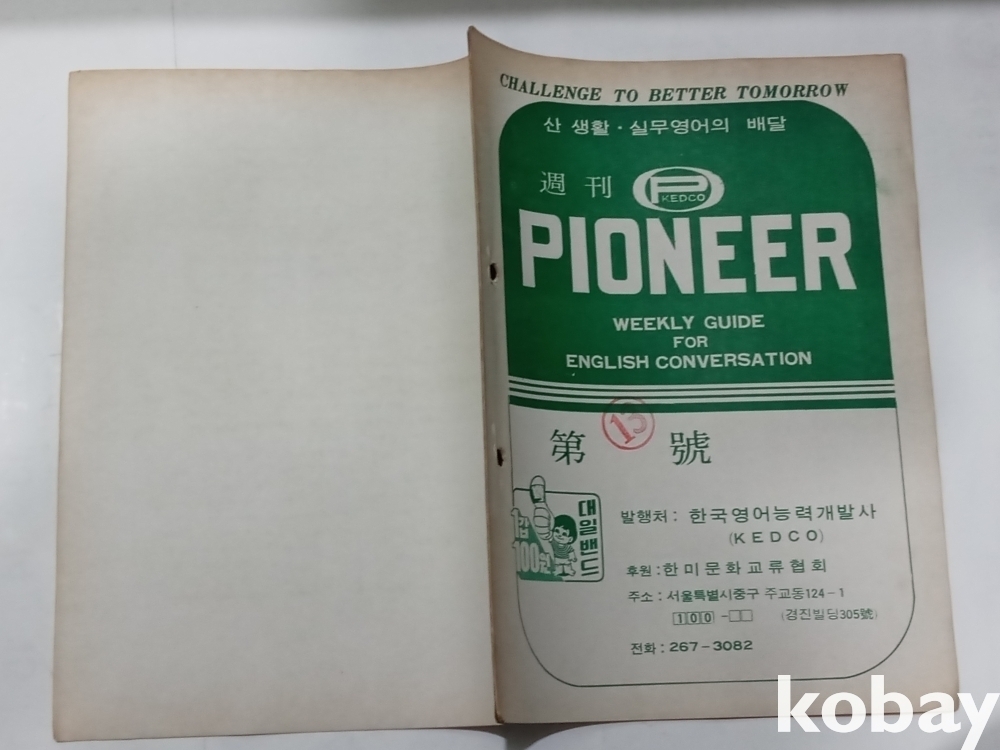 CHALLENGE TO BETTER TOMORROW
산 생활·실무영어의 배달
週刊 P KEDCO
PIONEER
WEEKLY GUIDE
FOR
ENGLISH CONVERSATION
第 13 號
대일밴드
1갑
100원
발행처: 한국영어능력개발사
(KEDCO)
후원: 한미문화교류협회
주소: 서울특별시중구 주교동124-1
100-□□ (경진빌딩305號)
전화: 267-3082
kobay